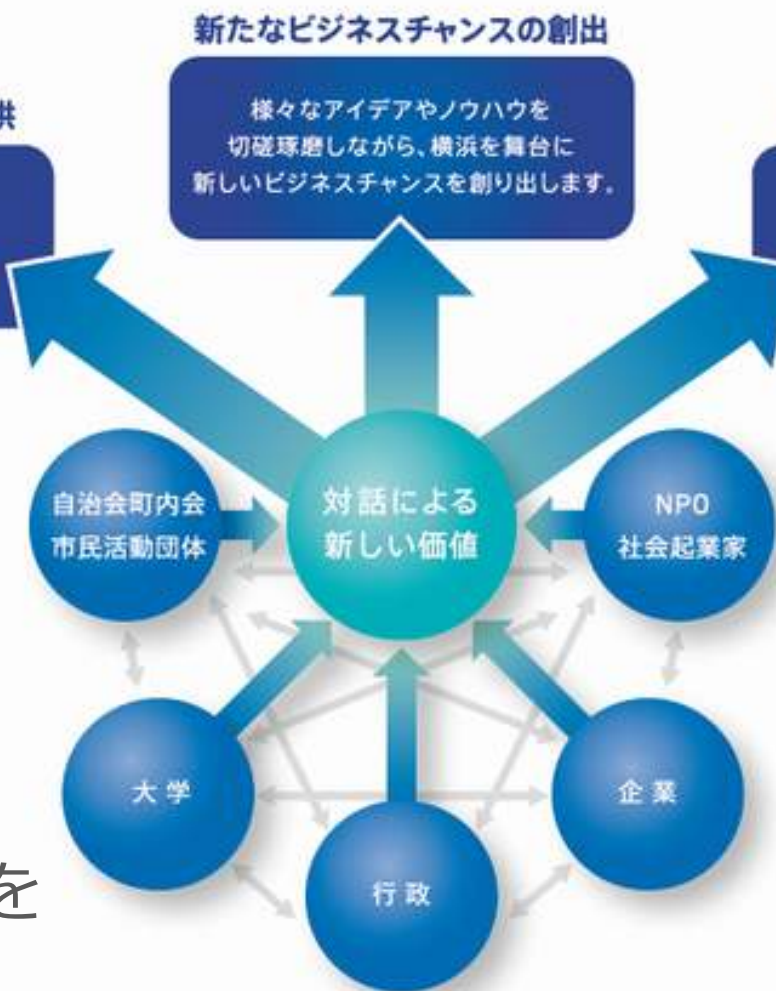 新たなビジネスチャンスの創出
供
様々なアイデアやノウハウを
切磋琢磨しながら、横浜を舞台に
新しいビジネスチャンスを創り出します。
自治会町内会
市民活動団体
対話による
新しい価値
NPO
社会起業家
大学
企業
行政
を